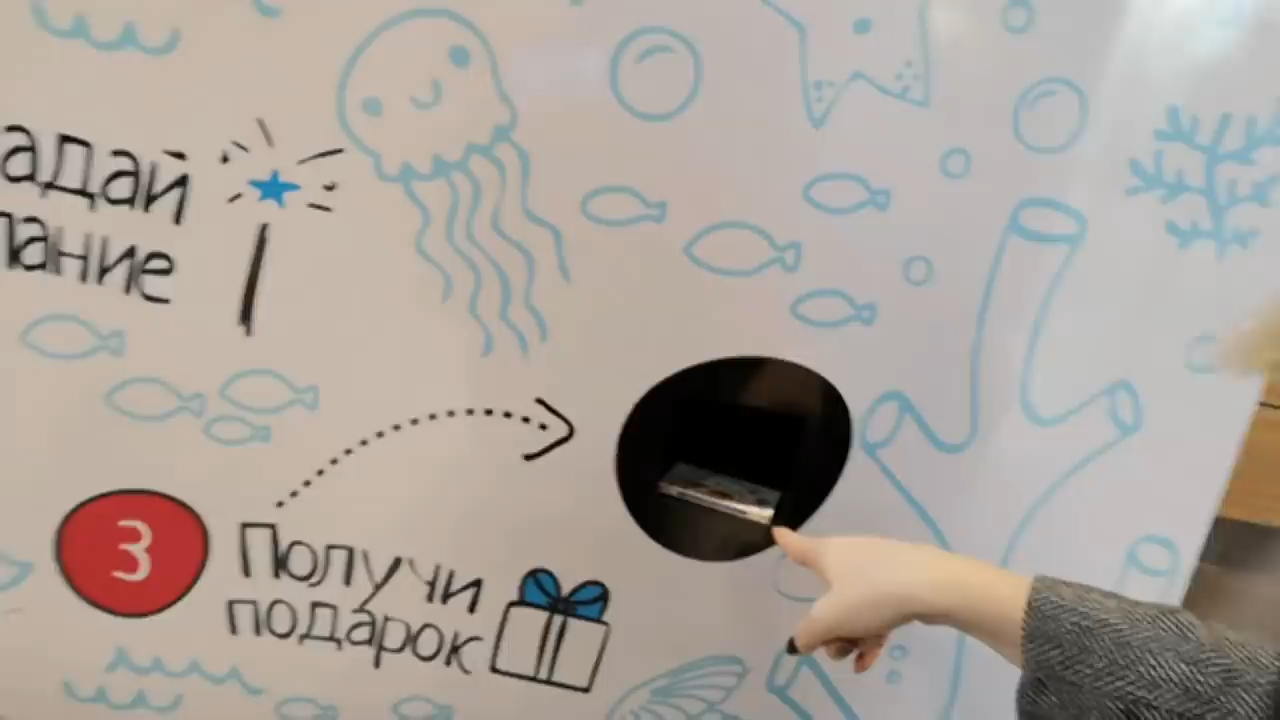 адай
лание
3
Получи
подарок